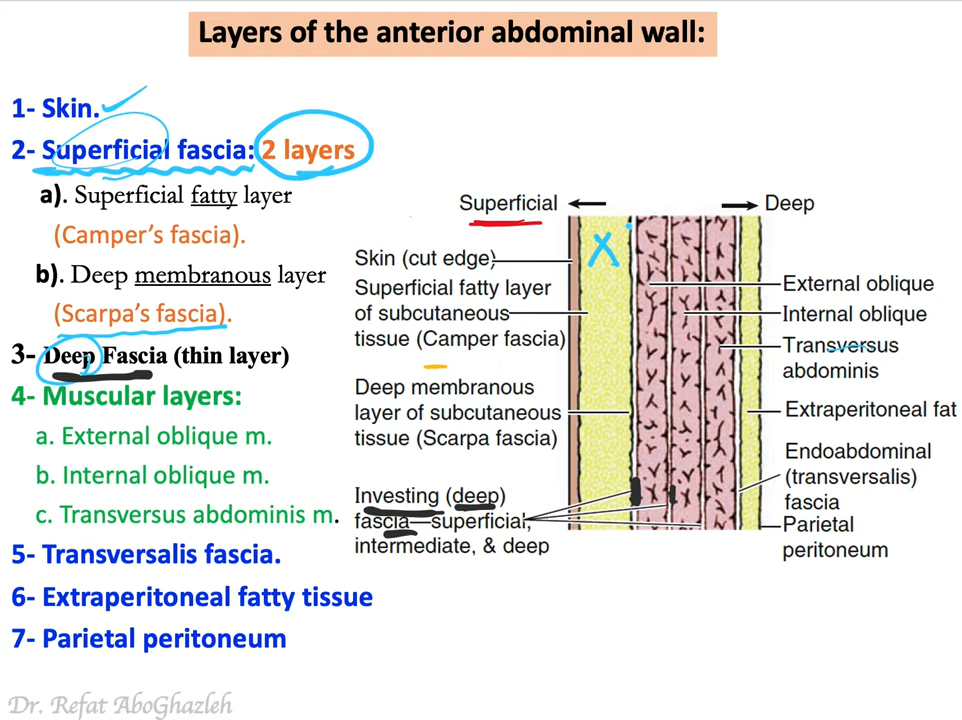 Layers of the anterior abdominal wall:
1- Skin.
2- Superficial fascia: 2 layers
a). Superficial fatty layer
(Camper's fascia).
b). Deep membranous layer
(Scarpa's fascia).
3- Deep Fascia (thin layer)
4- Muscular layers:
a. External oblique m.
b. Internal oblique m.
c. Transversus abdominis m.
5- Transversalis fascia.
6- Extraperitoneal fatty tissue
7- Parietal peritoneum
Superficial
Deep
Skin (cut edge)
Superficial fatty layer
of subcutaneous
tissue (Camper fascia)
Deep membranous
layer of subcutaneous
tissue (Scarpa fascia)
Investing (deep)
fascia—superficial,
intermediate, & deep
X
External oblique
Internal oblique
Transversus
abdominis
Extraperitoneal fat
Endoabdominal
(transversalis)
fascia
Parietal
peritoneum
Dr. Refat AboGhazleh